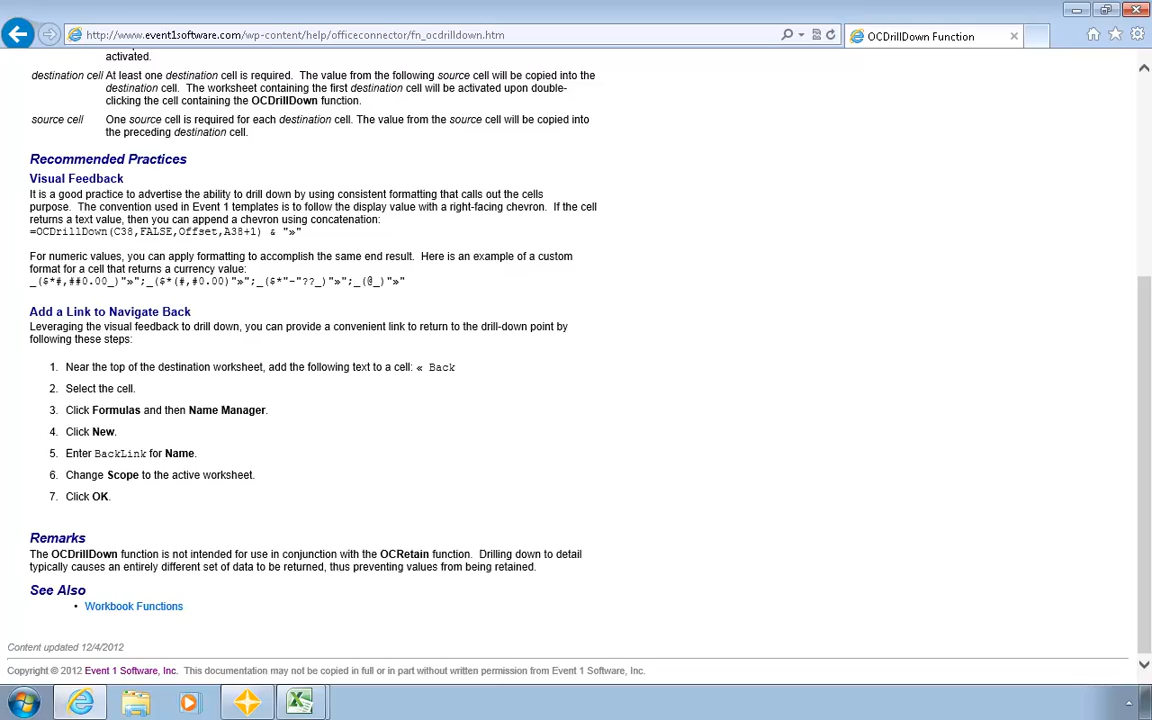 http://www.event1software.com/wp-content/help/officeconnector/fn_ocdrilldown.htm
OCDrillDown Function
activated.
destination cell At least one destination cell is required. The value from the following source cell will be copied into the
destination cell. The worksheet containing the first destination cell will be activated upon double-
clicking the cell containing the OCDrillDown function.
source cell One source cell is required for each destination cell. The value from the source cell will be copied into
the preceding destination cell.
Recommended Practices
Visual Feedback
It is a good practice to advertise the ability to drill down by using consistent formatting that calls out the cells
purpose. The convention used in Event 1 templates is to follow the display value with a right-facing chevron. If the cell
returns a text value, then you can append a chevron using concatenation:
=OCDrillDown(C38,FALSE,Offset,A38+1) & "»"
For numeric values, you can apply formatting to accomplish the same end result. Here is an example of a custom
format for a cell that returns a currency value:
_($*#,##0.00_)"»";_($*(#,#0.00)"»";_($*"-"??_)"»";_(@_)"»"
Add a Link to Navigate Back
Leveraging the visual feedback to drill down, you can provide a convenient link to return to the drill-down point by
following these steps:
1. Near the top of the destination worksheet, add the following text to a cell: « Back
2. Select the cell.
3. Click Formulas and then Name Manager.
4. Click New.
5. Enter BackLink for Name.
6. Change Scope to the active worksheet.
7. Click OK.
Remarks
The OCDrillDown function is not intended for use in conjunction with the OCRetain function. Drilling down to detail
typically causes an entirely different set of data to be returned, thus preventing values from being retained.
See Also
• Workbook Functions
Content updated 12/4/2012
Copyright © 2012 Event 1 Software, Inc. This documentation may not be copied in full or in part without written permission from Event 1 Software, Inc.